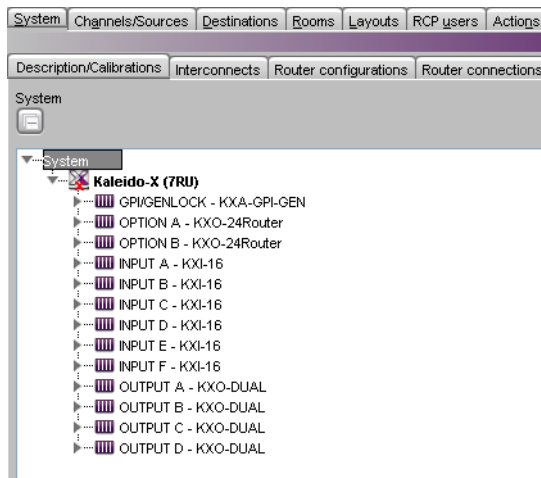 System Channels/Sources Destinations Rooms Layouts RCP users Actions
Description/Calibrations Interconnects Router configurations Router connections
System
System
Kaleido-X (7RU)
GPI/GENLOCK - KXA-GPI-GEN
OPTION A - KXO-24Router
OPTION B - KXO-24Router
INPUT A - KXI-16
INPUT B - KXI-16
INPUT C - KXI-16
INPUT D - KXI-16
INPUT E - KXI-16
INPUT F - KXI-16
OUTPUT A - KXO-DUAL
OUTPUT B - KXO-DUAL
OUTPUT C - KXO-DUAL
OUTPUT D - KXO-DUAL